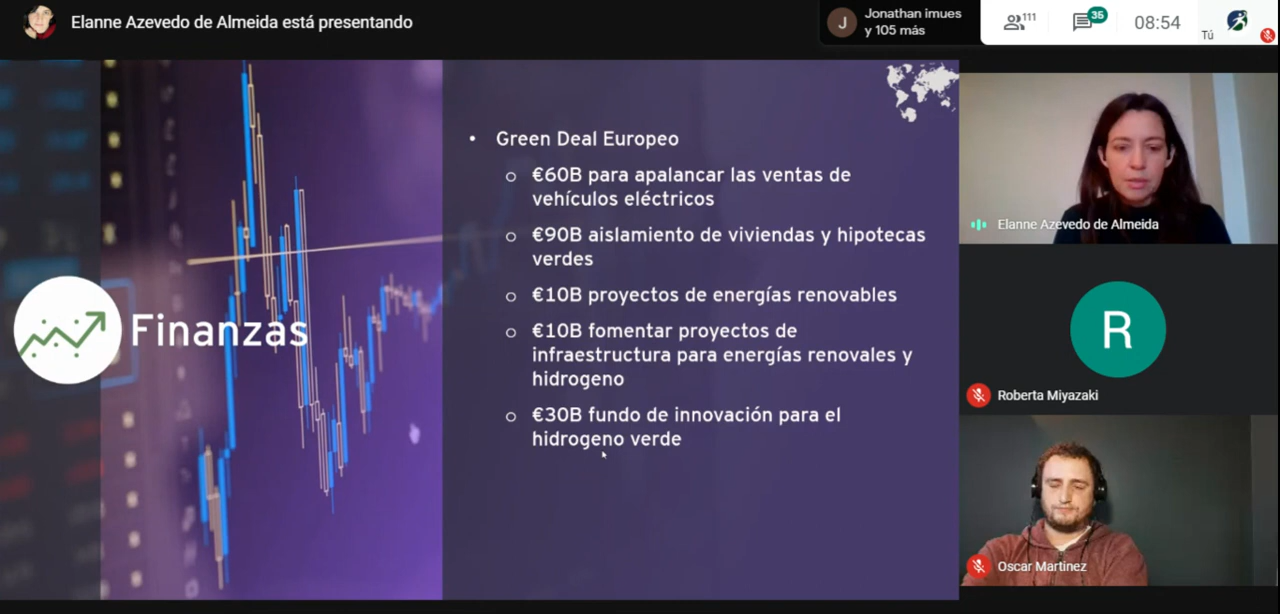 Elanne Azevedo de Almeida está presentando
J
Jonathan imues
y 105 más
111
35
08:54
Tú
Finanzas
• Green Deal Europeo
o €60B para apalancar las ventas de
vehículos eléctricos
o €90B aislamiento de viviendas y hipotecas
verdes
o €10B proyectos de energías renovables
o €10B fomentar proyectos de
infraestructura para energías renovales y
hidrogeno
o €30B fundo de innovación para el
hidrogeno verde
Elanne Azevedo de Almeida
R
Roberta Miyazaki
Oscar Martinez